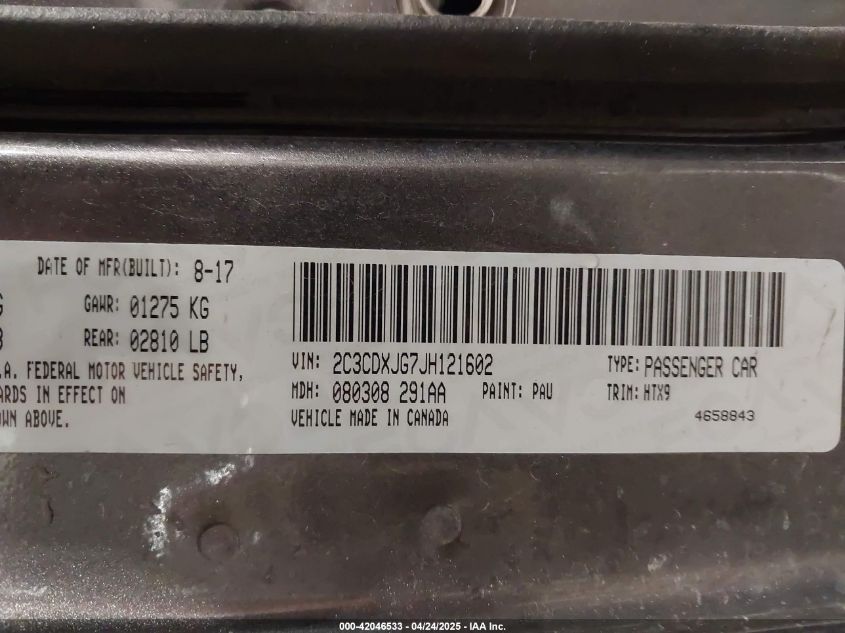 DATE OF MFR(BUILT): 8-17
GAWR: 01275 KG
REAR: 02810 LB
FEDERAL MOTOR VEHICLE SAFETY,
IN EFFECT ON
ABOVE.
VIN: 2C3CDXJG7JH121602 TYPE: PASSENGER CAR
MDH: 080308 291AA PAINT: PAU TRIM: HTX9
VEHICLE MADE IN CANADA 4658843
000-42046533 - 04/24/2025 - IAA Inc.